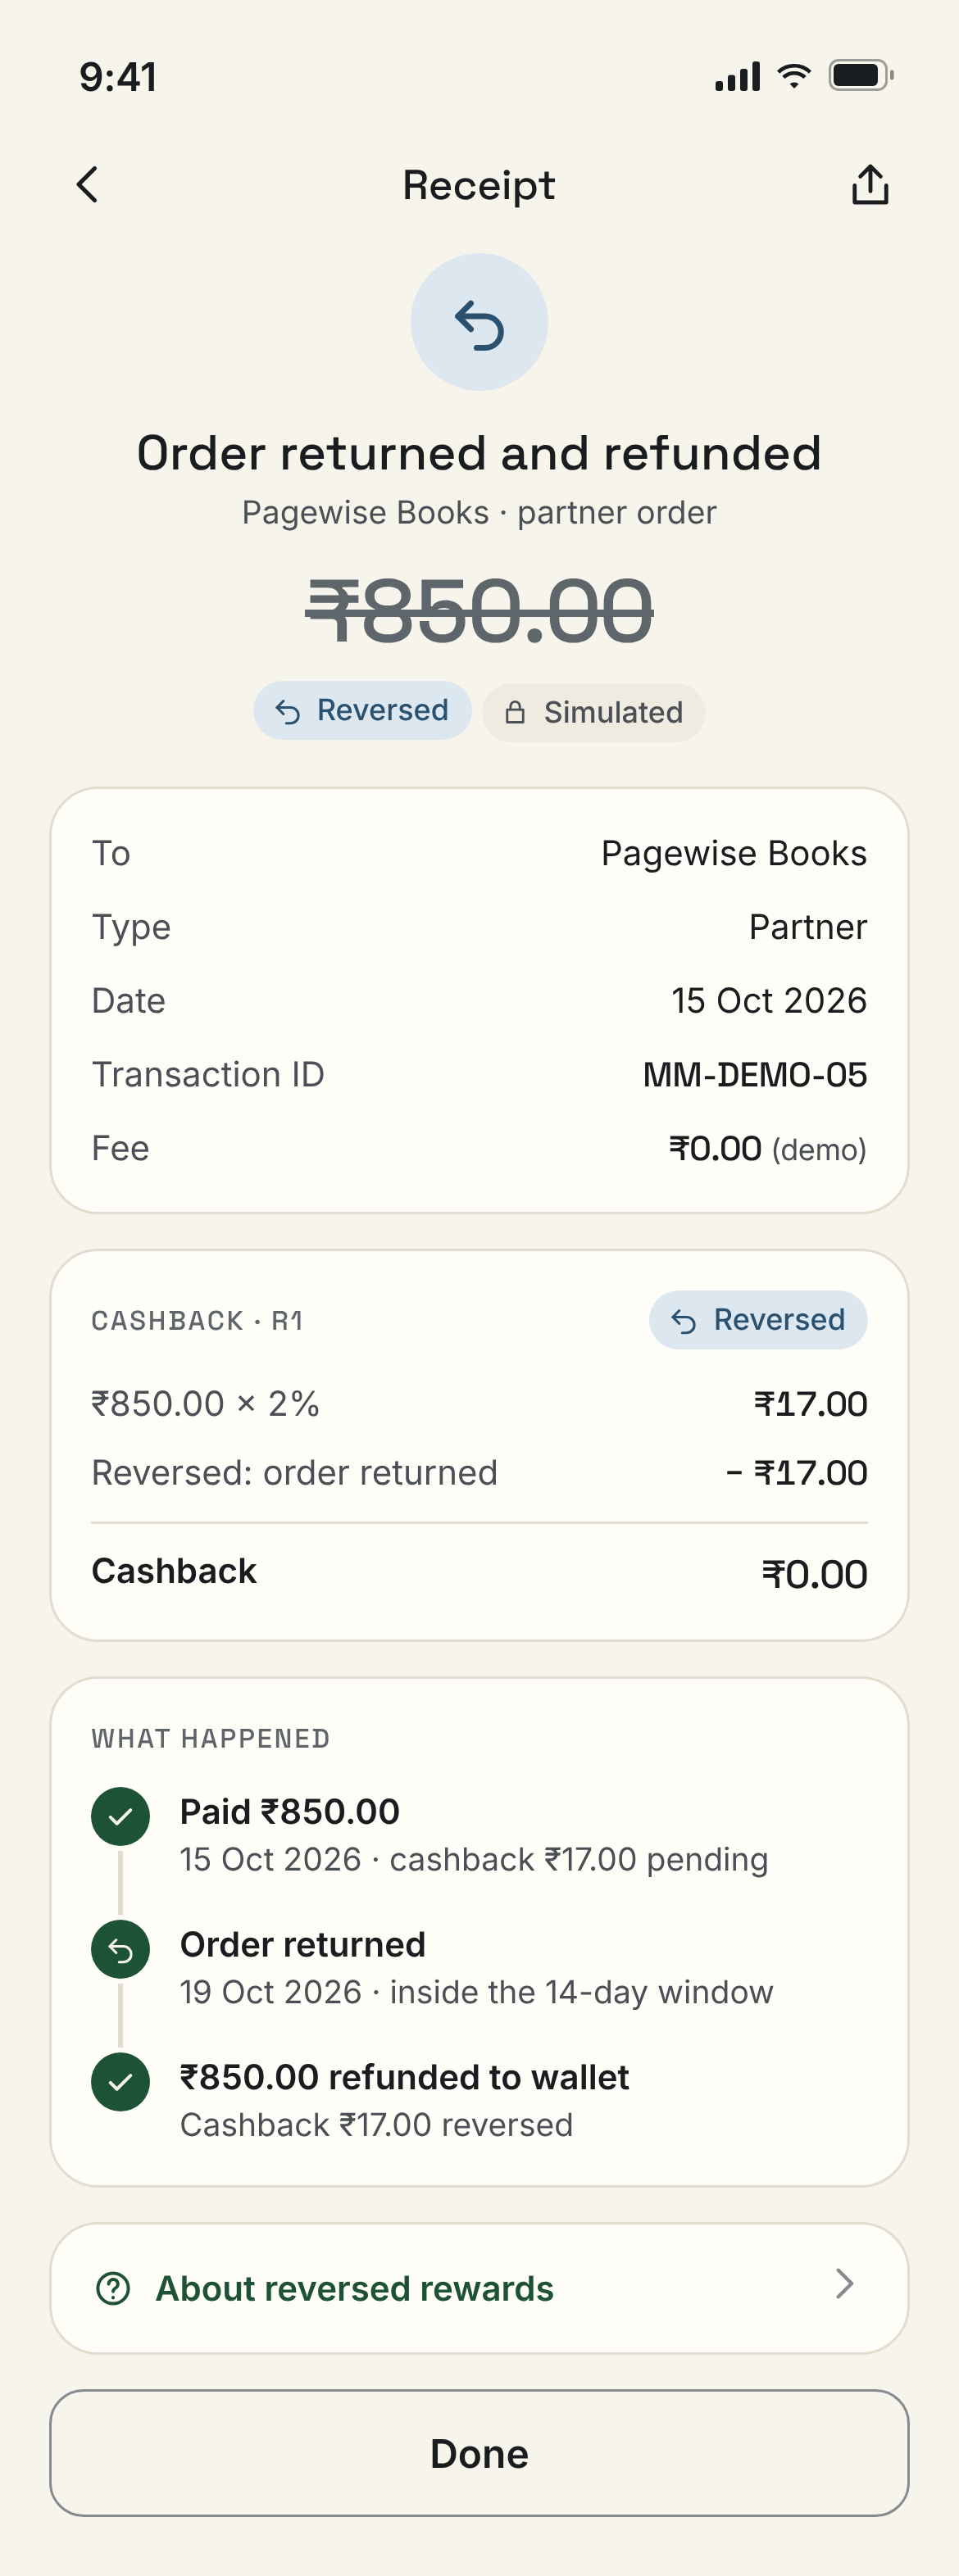 9:41
Receipt
Order returned and refunded
Pagewise Books · partner order
₹850.00
Reversed Simulated
To Pagewise Books
Type Partner
Date 15 Oct 2026
Transaction ID MM-DEMO-05
Fee ₹0.00 (demo)
CASHBACK · R1 Reversed
₹850.00 × 2% ₹17.00
Reversed: order returned − ₹17.00
Cashback ₹0.00
WHAT HAPPENED
Paid ₹850.00
15 Oct 2026 · cashback ₹17.00 pending
Order returned
19 Oct 2026 · inside the 14-day window
₹850.00 refunded to wallet
Cashback ₹17.00 reversed
About reversed rewards
Done